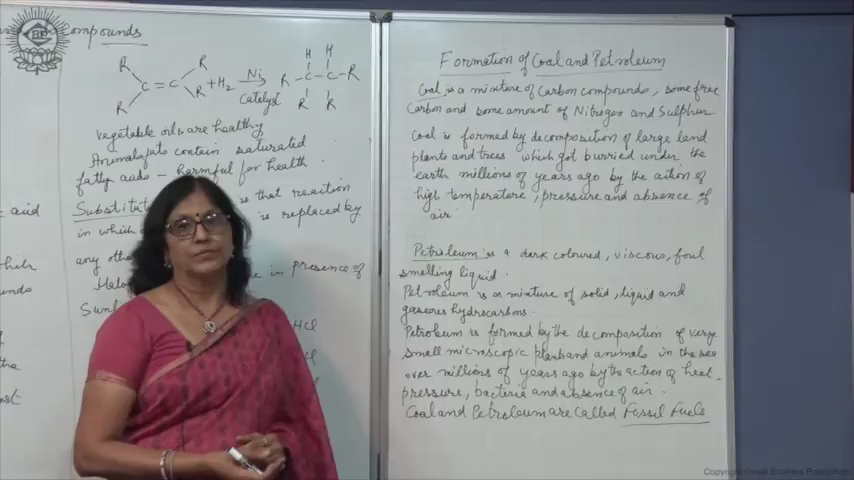 Compounds
R R H H
C = C + H2 Ni R - C - C - R
R R catalyst R R
vegetable oils are healthy
Animal fats contain saturated
fatty acids - harmful for health.
is that reaction
in which
is replaced by
any othe
in presence of
Sunl
HCl
acid
the
Formation of Coal and Petroleum
Coal is a mixture of Carbon compounds, some free
Carbon and some amount of Nitrogen and Sulphur
Coal is formed by decomposition of large land
plants and trees which got burried under the
earth millions of years ago by the action of
high temperature, pressure and absence of
air.
Petroleum is a dark coloured, viscous, foul
smelling liquid.
Petroleum is a mixture of solid, liquid and
gaseous hydrocarbons.
Petroleum is formed by the decomposition of very
small microscopic plants and animals in the sea
over millions of years ago by the action of heat
pressure, bacteria and absence of air.
Coal and Petroleum are called Fossil Fuels